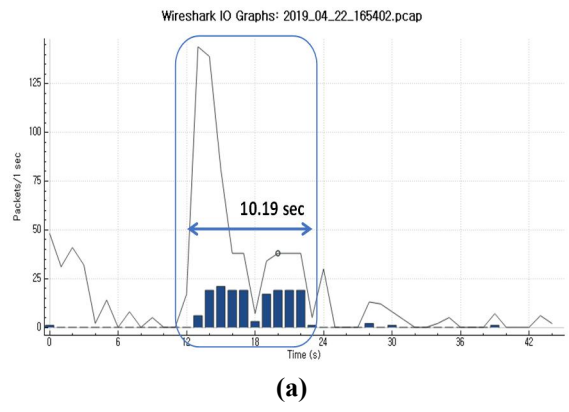 Wireshark IO Graphs: 2019_04_22_165402.pcap
125
100
75
50
25
0
Packets/1 sec
10.19 sec
0 6 12 18 24 30 36 42
Time (s)
(a)